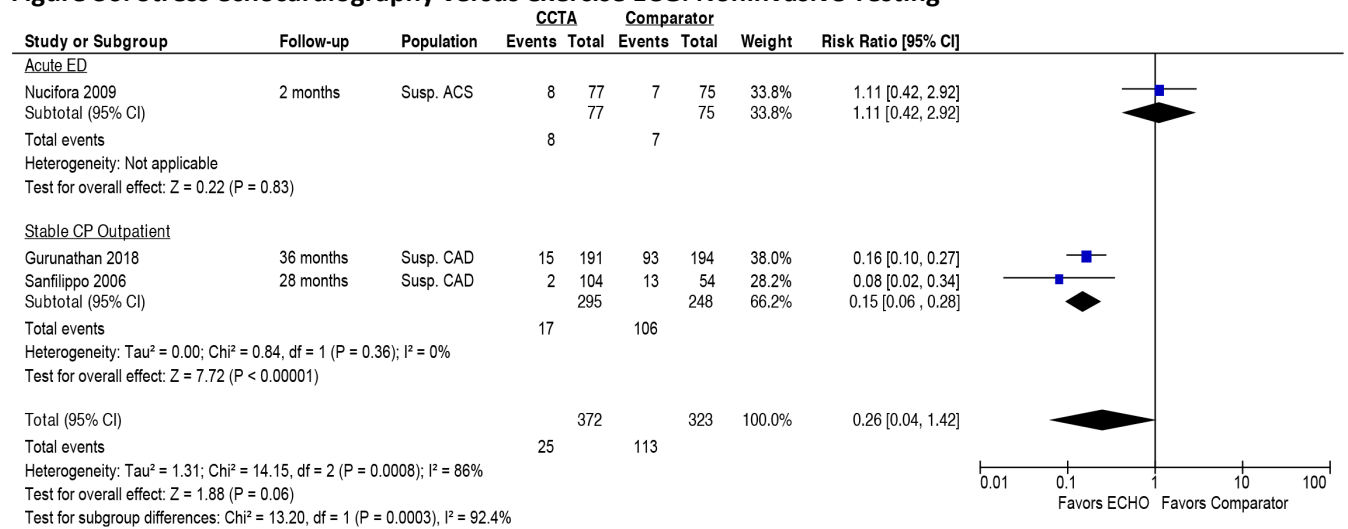 CCTA Comparator
Study or Subgroup Follow-up Population Events Total Events Total Weight Risk Ratio [95% CI]
Acute ED
Nucifora 2009 2 months Susp. ACS 8 77 7 75 33.8% 1.11 [0.42, 2.92]
Subtotal (95% CI) 77 75 33.8% 1.11 [0.42, 2.92]
Total events 8 7
Heterogeneity: Not applicable
Test for overall effect: Z = 0.22 (P = 0.83)
Stable CP Outpatient
Gurunathan 2018 36 months Susp. CAD 15 191 93 194 38.0% 0.16 [0.10, 0.27]
Sanfilippo 2006 28 months Susp. CAD 2 104 13 54 28.2% 0.08 [0.02, 0.34]
Subtotal (95% CI) 295 248 66.2% 0.15 [0.06 , 0.28]
Total events 17 106
Heterogeneity: Tau² = 0.00; Chi² = 0.84, df = 1 (P = 0.36); I² = 0%
Test for overall effect: Z = 7.72 (P < 0.00001)
Total (95% CI) 372 323 100.0% 0.26 [0.04, 1.42]
Total events 25 113
Heterogeneity: Tau² = 1.31; Chi² = 14.15, df = 2 (P = 0.0008); I² = 86%
Test for overall effect: Z = 1.88 (P = 0.06)
Test for subgroup differences: Chi² = 13.20, df = 1 (P = 0.0003), I² = 92.4%
0.01 0.1 1 10 100
Favors ECHO Favors Comparator